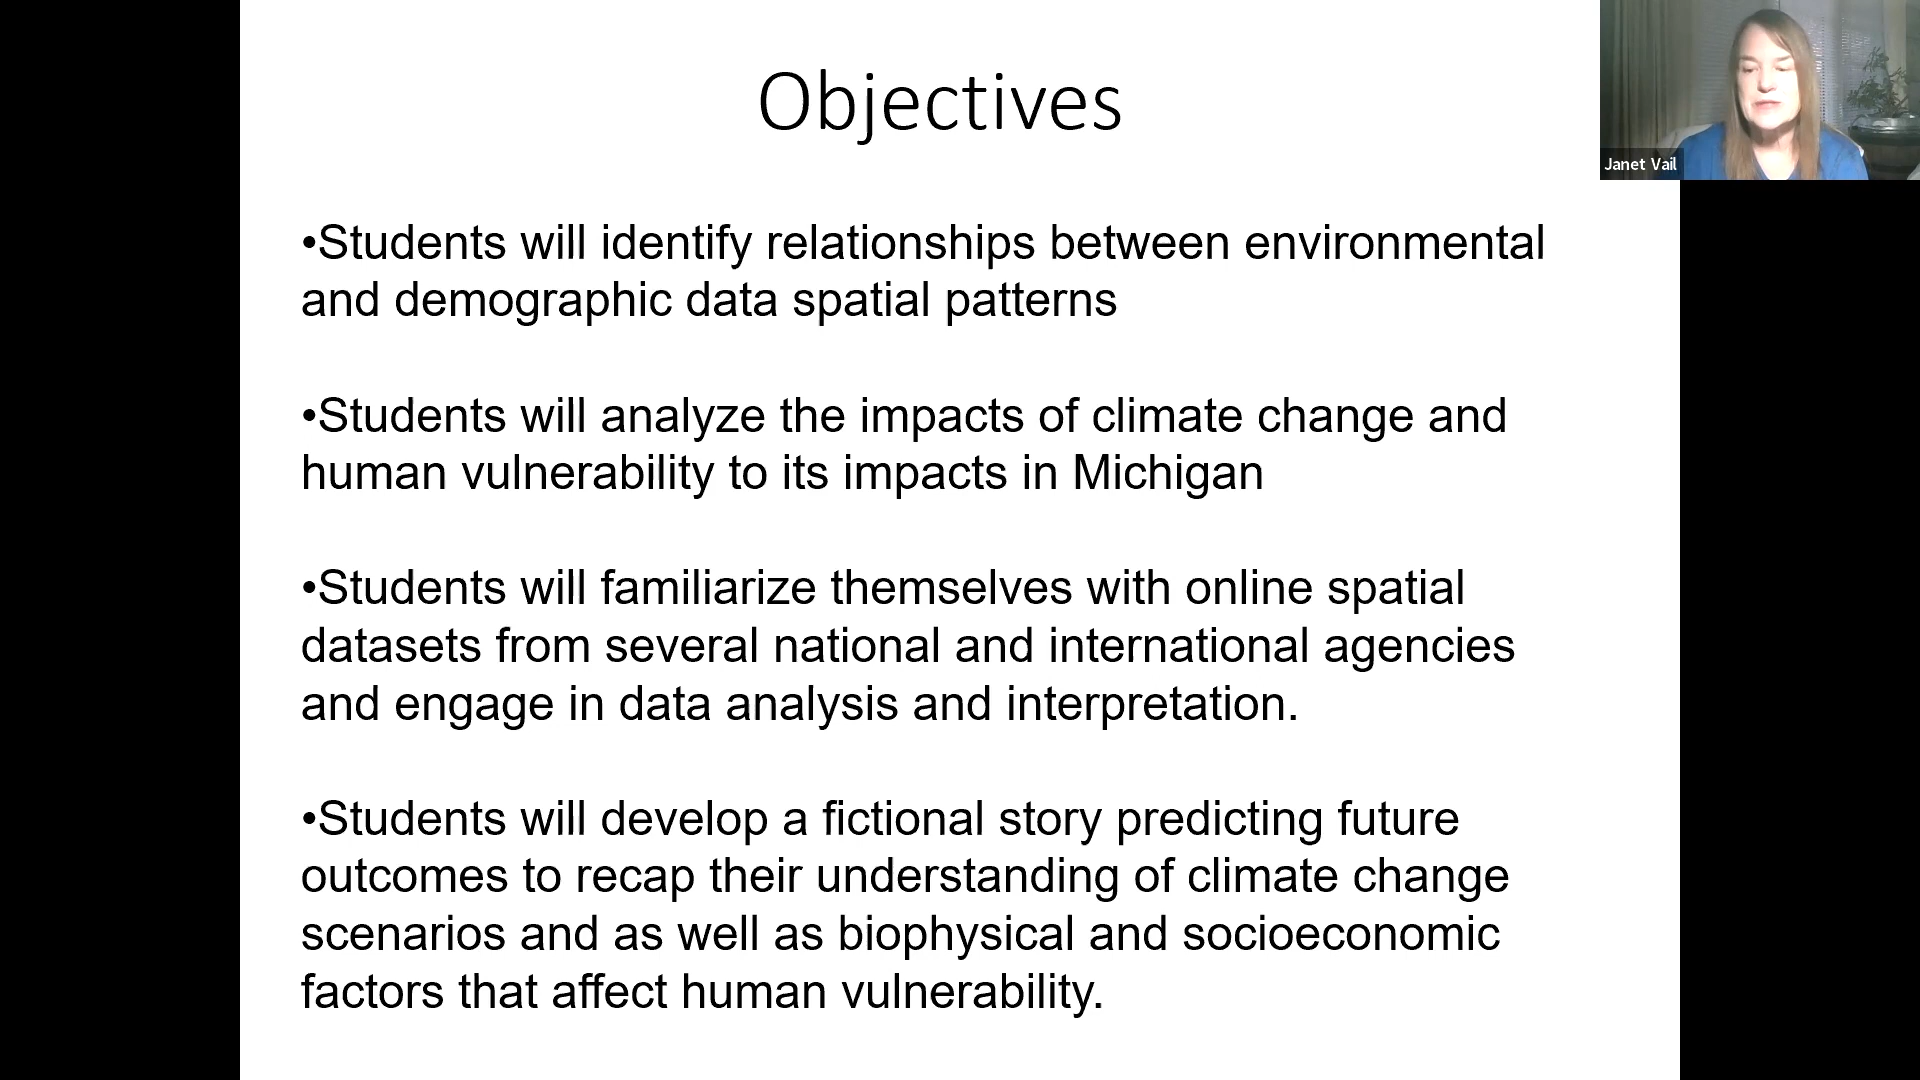 Objectives
Janet Vail
•Students will identify relationships between environmental
and demographic data spatial patterns
•Students will analyze the impacts of climate change and
human vulnerability to its impacts in Michigan
•Students will familiarize themselves with online spatial
datasets from several national and international agencies
and engage in data analysis and interpretation.
•Students will develop a fictional story predicting future
outcomes to recap their understanding of climate change
scenarios and as well as biophysical and socioeconomic
factors that affect human vulnerability.